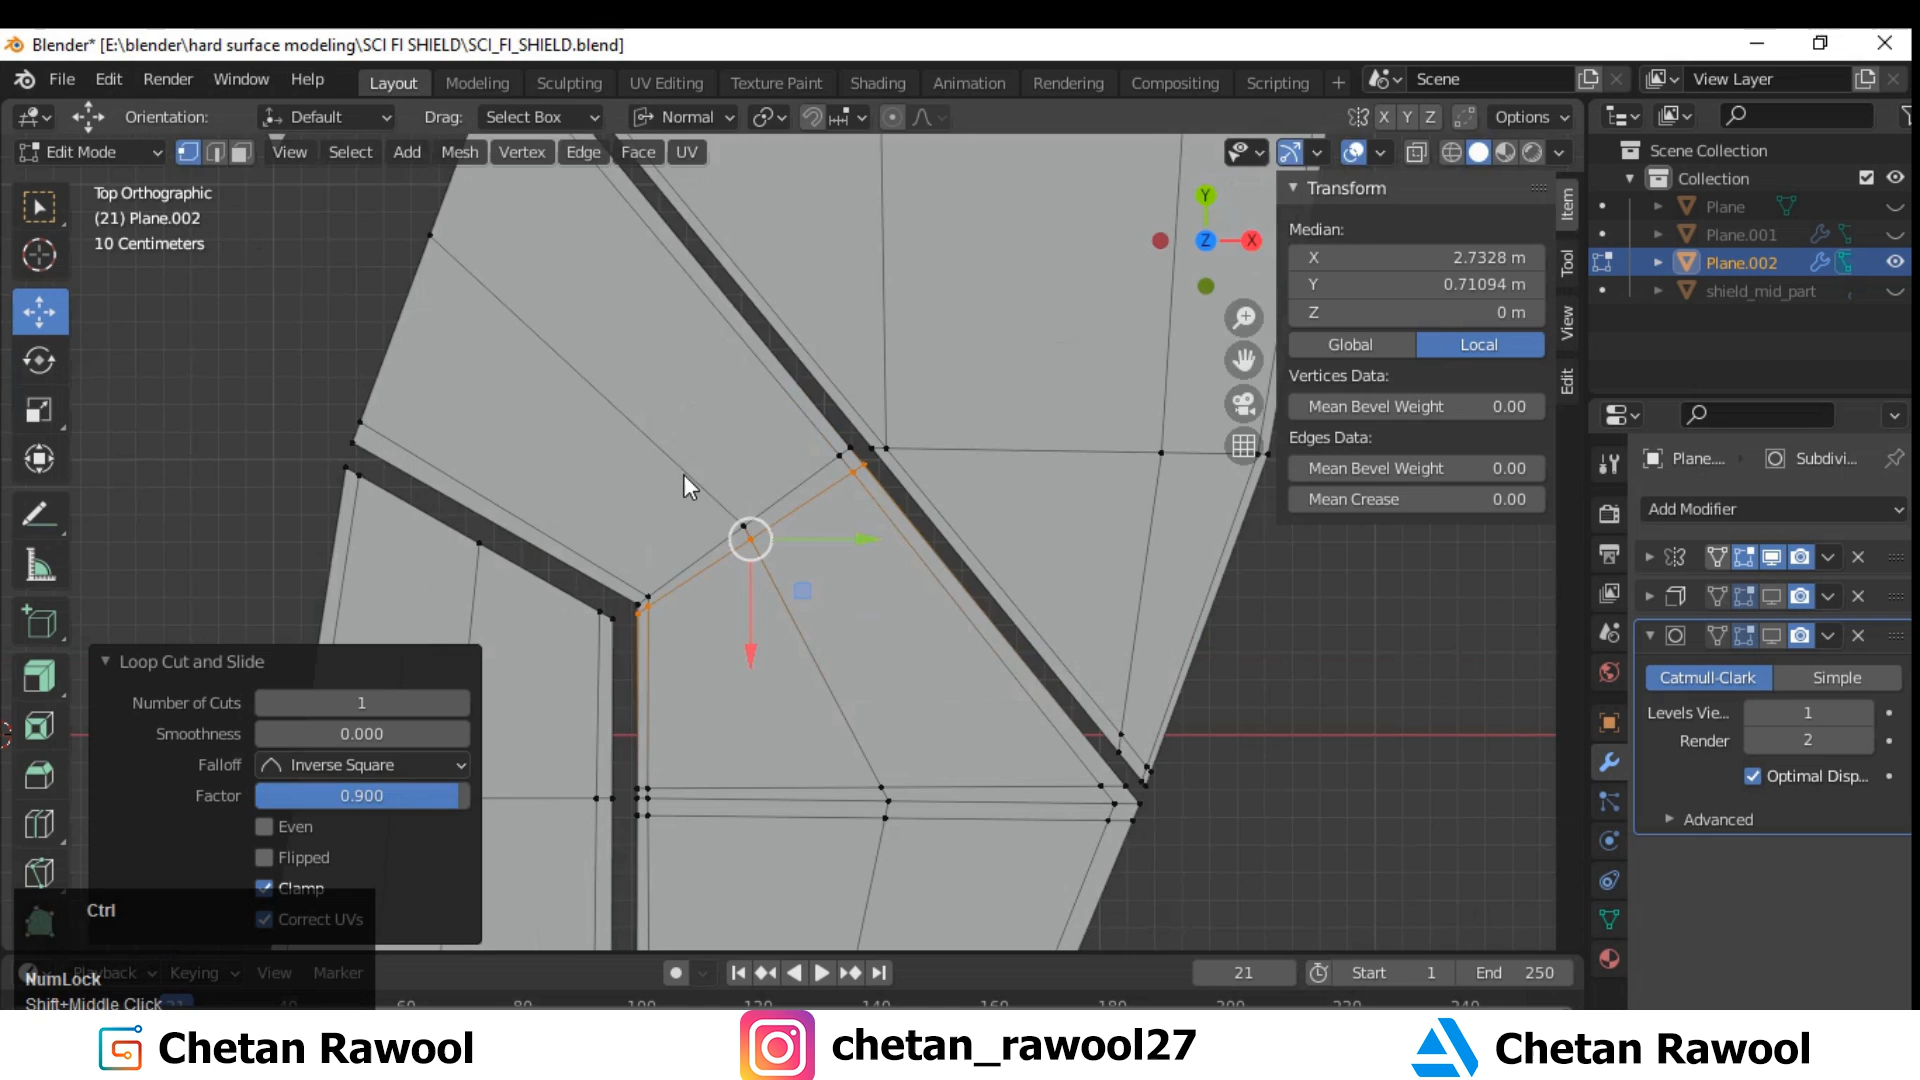 Blender* [E:\blender\hard surface modeling\SCI FI SHIELD\SCI_FI_SHIELD.blend]
File Edit Render Window Help Layout Modeling Sculpting UV Editing Texture Paint Shading Animation Rendering Compositing Scripting + Scene View Layer
Orientation: Default Drag: Select Box Normal X Y Z Options
Edit Mode View Select Add Mesh Vertex Edge Face UV
Top Orthographic
(21) Plane.002
10 Centimeters
Y
Z
X
Transform
Median:
X 2.7328 m
Y 0.71094 m
Z 0 m
Global Local
Vertices Data:
Mean Bevel Weight 0.00
Edges Data:
Mean Bevel Weight 0.00
Mean Crease 0.00
Item
Tool
View
Edit
Scene Collection
Collection
Plane
Plane.001
Plane.002
shield_mid_part
Plane.... Subdivi...
Add Modifier
Catmull-Clark Simple
Levels Vie... 1
Render 2
Optimal Disp...
Advanced
Loop Cut and Slide
Number of Cuts 1
Smoothness 0.000
Falloff Inverse Square
Factor 0.900
Even
Flipped
Clamp
Correct UVs
Ctrl
NumLock
Shift+Middle Click
Playback Keying View Marker
21 Start 1 End 250
Chetan Rawool
chetan_rawool27
Chetan Rawool